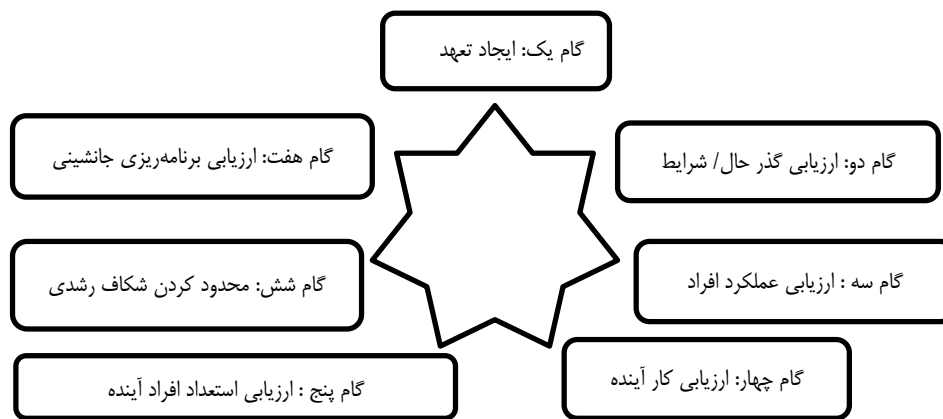 گام یک: ایجاد تعهد
گام دو: ارزیابی گذر حال/ شرایط
گام سه : ارزیابی عملکرد افراد
گام چهار: ارزیابی کار آینده
گام پنج : ارزیابی استعداد افراد آینده
گام شش: محدود کردن شکاف رشدی
گام هفت: ارزیابی برنامه‌ریزی جانشینی